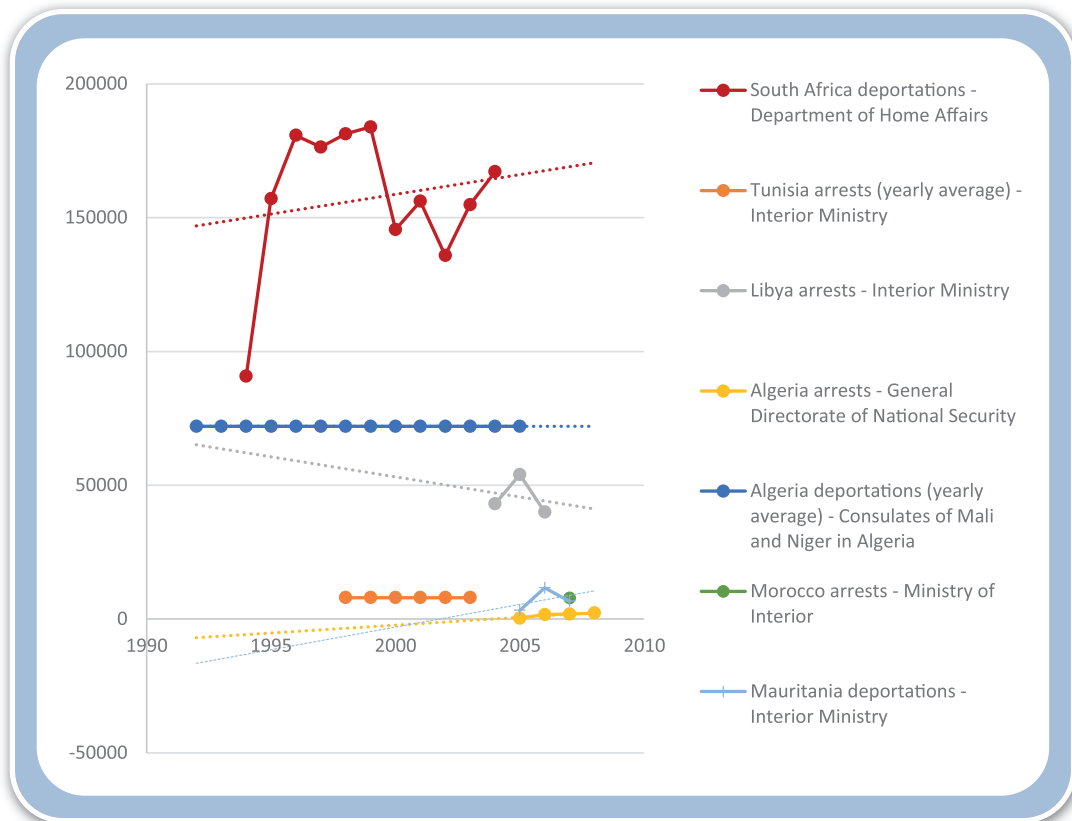 200000
150000
100000
50000
0
-50000
1990
1995
2000
2005
2010
South Africa deportations -
Department of Home Affairs
Tunisia arrests (yearly average) -
Interior Ministry
Libya arrests - Interior Ministry
Algeria arrests - General
Directorate of National Security
Algeria deportations (yearly
average) - Consulates of Mali
and Niger in Algeria
Morocco arrests - Ministry of
Interior
Mauritania deportations -
Interior Ministry